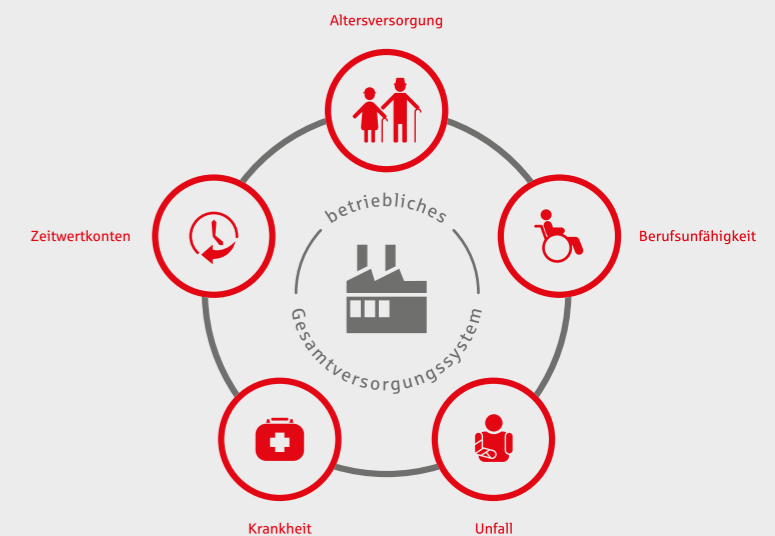 Altersversorgung
betriebliches
Zeitwertkonten
Berufsunfähigkeit
Gesamtversorgungssystem
Krankheit
Unfall